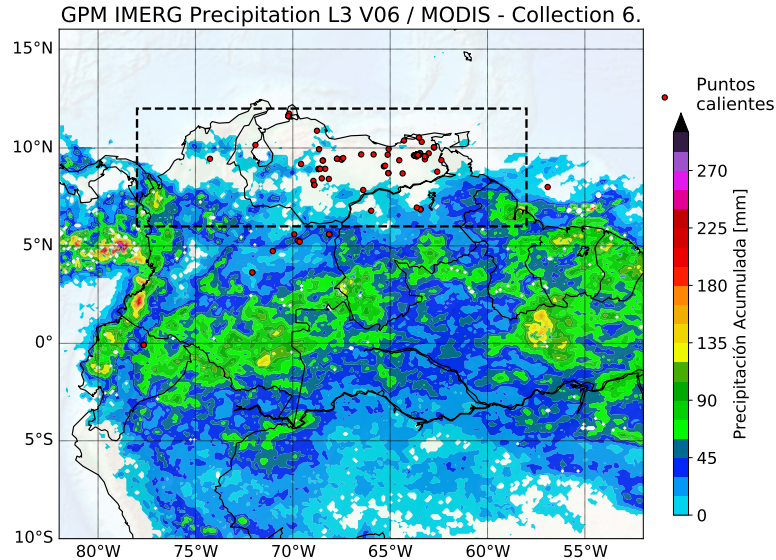 GPM IMERG Precipitation L3 V06 / MODIS - Collection 6.
15°N
10°N
5°N
0°
5°S
10°S
80°W
75°W
70°W
65°W
60°W
55°W
Puntos
calientes
270
225
180
135
90
45
0
Precipitación Acumulada [mm]